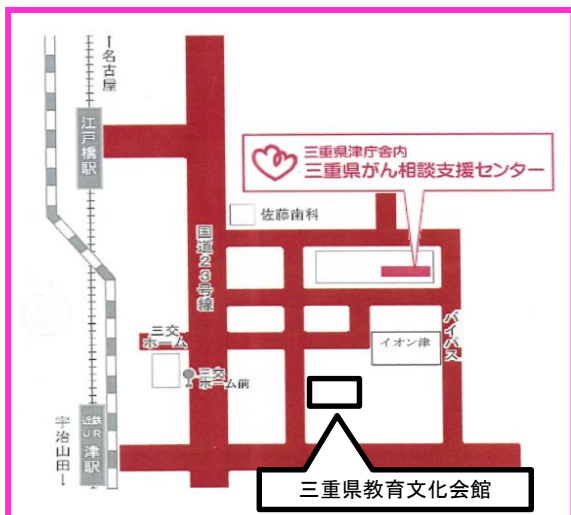 ↑名古屋
江戸橋駅
三重県津庁舎内
三重県がん相談支援センター
佐藤歯科
国道23号線
三交
ホーム
三交
ホーム前
イオン津
バイパス
近鉄
JR
津駅
宇治山田↓
三重県教育文化会館